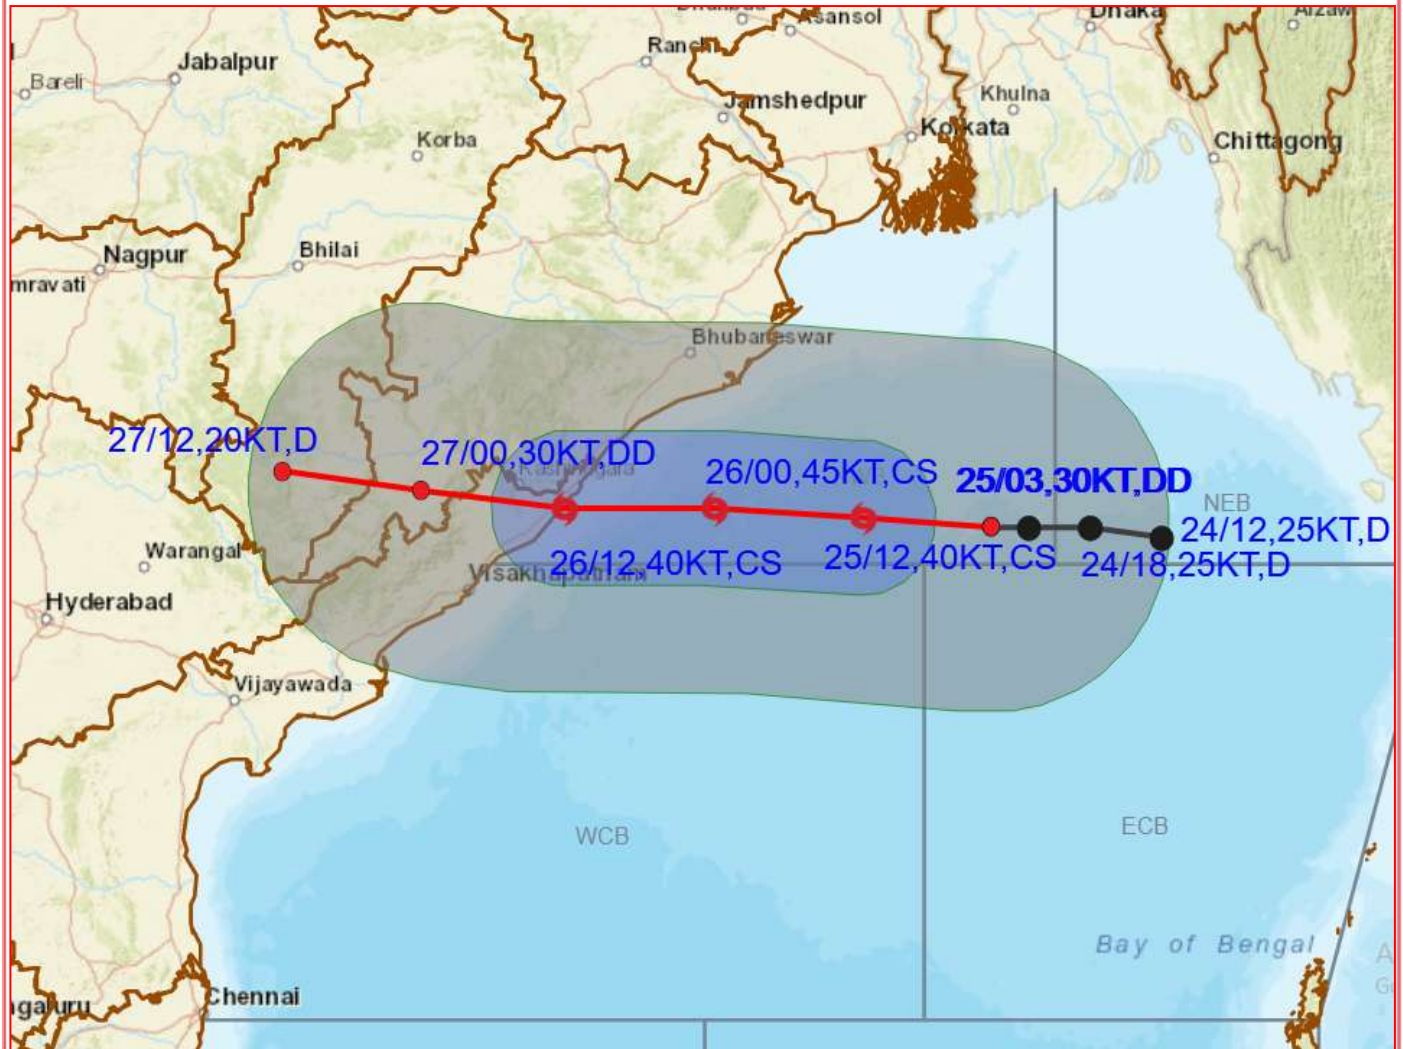 Asansol
Dhaka
Ranchi
Jabalpur
Bareli
Khulna
Jamshedpur
Kolkata
Korba
Chittagong
Nagpur
Bhilai
mravati
Bhubaneswar
27/12,20KT,D
27/00,30KT,DD
26/00,45KT,CS
25/03,30KT,DD
NEB
24/12,25KT,D
Warangal
26/12,40KT,CS
25/12,40KT,CS
24/18,25KT,D
Visakhapatnam
Hyderabad
Vijayawada
WCB
ECB
Bay of Bengal
A
Chennai
galuru